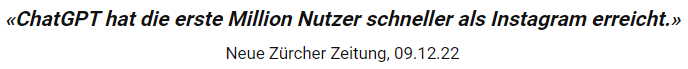 «ChatGPT hat die erste Million Nutzer schneller als Instagram erreicht.»
Neue Zürcher Zeitung, 09.12.22